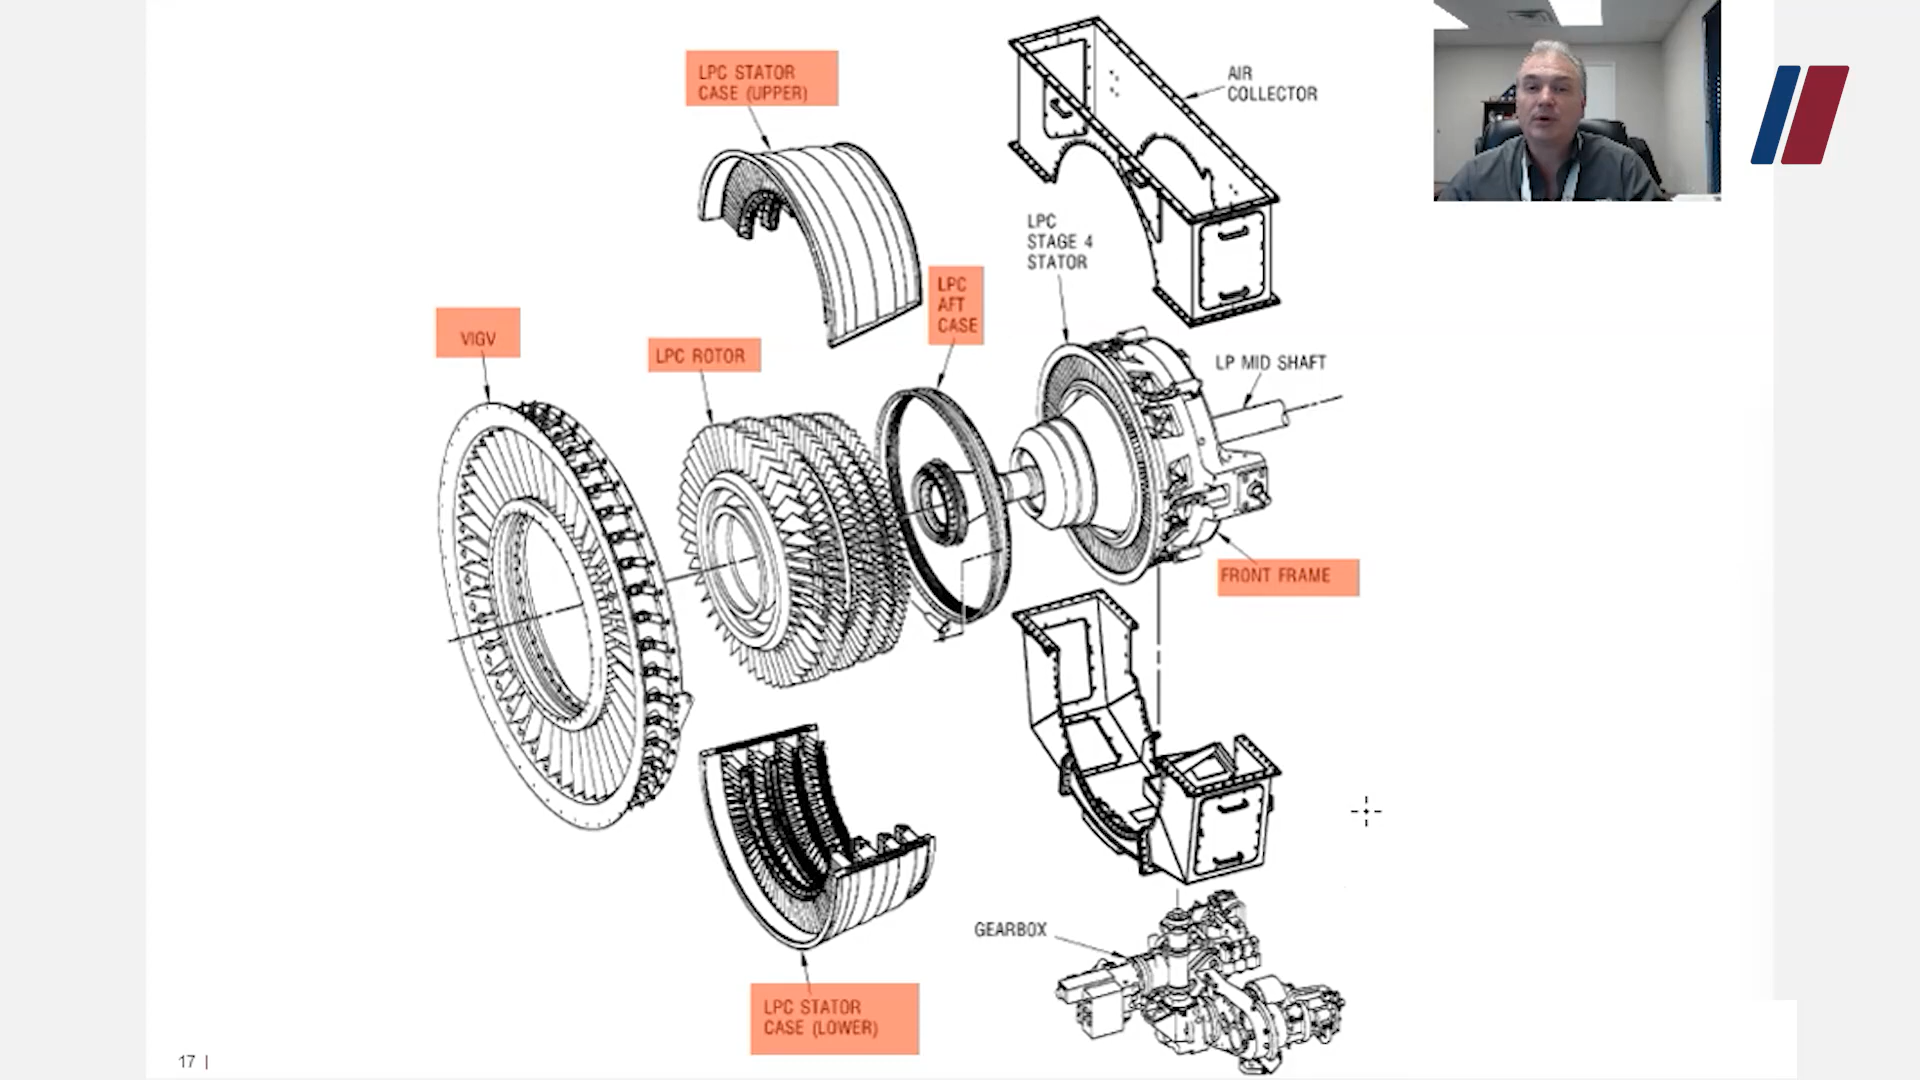 LPC STATOR
CASE (UPPER)
AIR
COLLECTOR
LPC
STAGE 4
STATOR
LPC
AFT
CASE
VIGV
LPC ROTOR
LP MID SHAFT
FRONT FRAME
GEARBOX
LPC STATOR
CASE (LOWER)
17 |